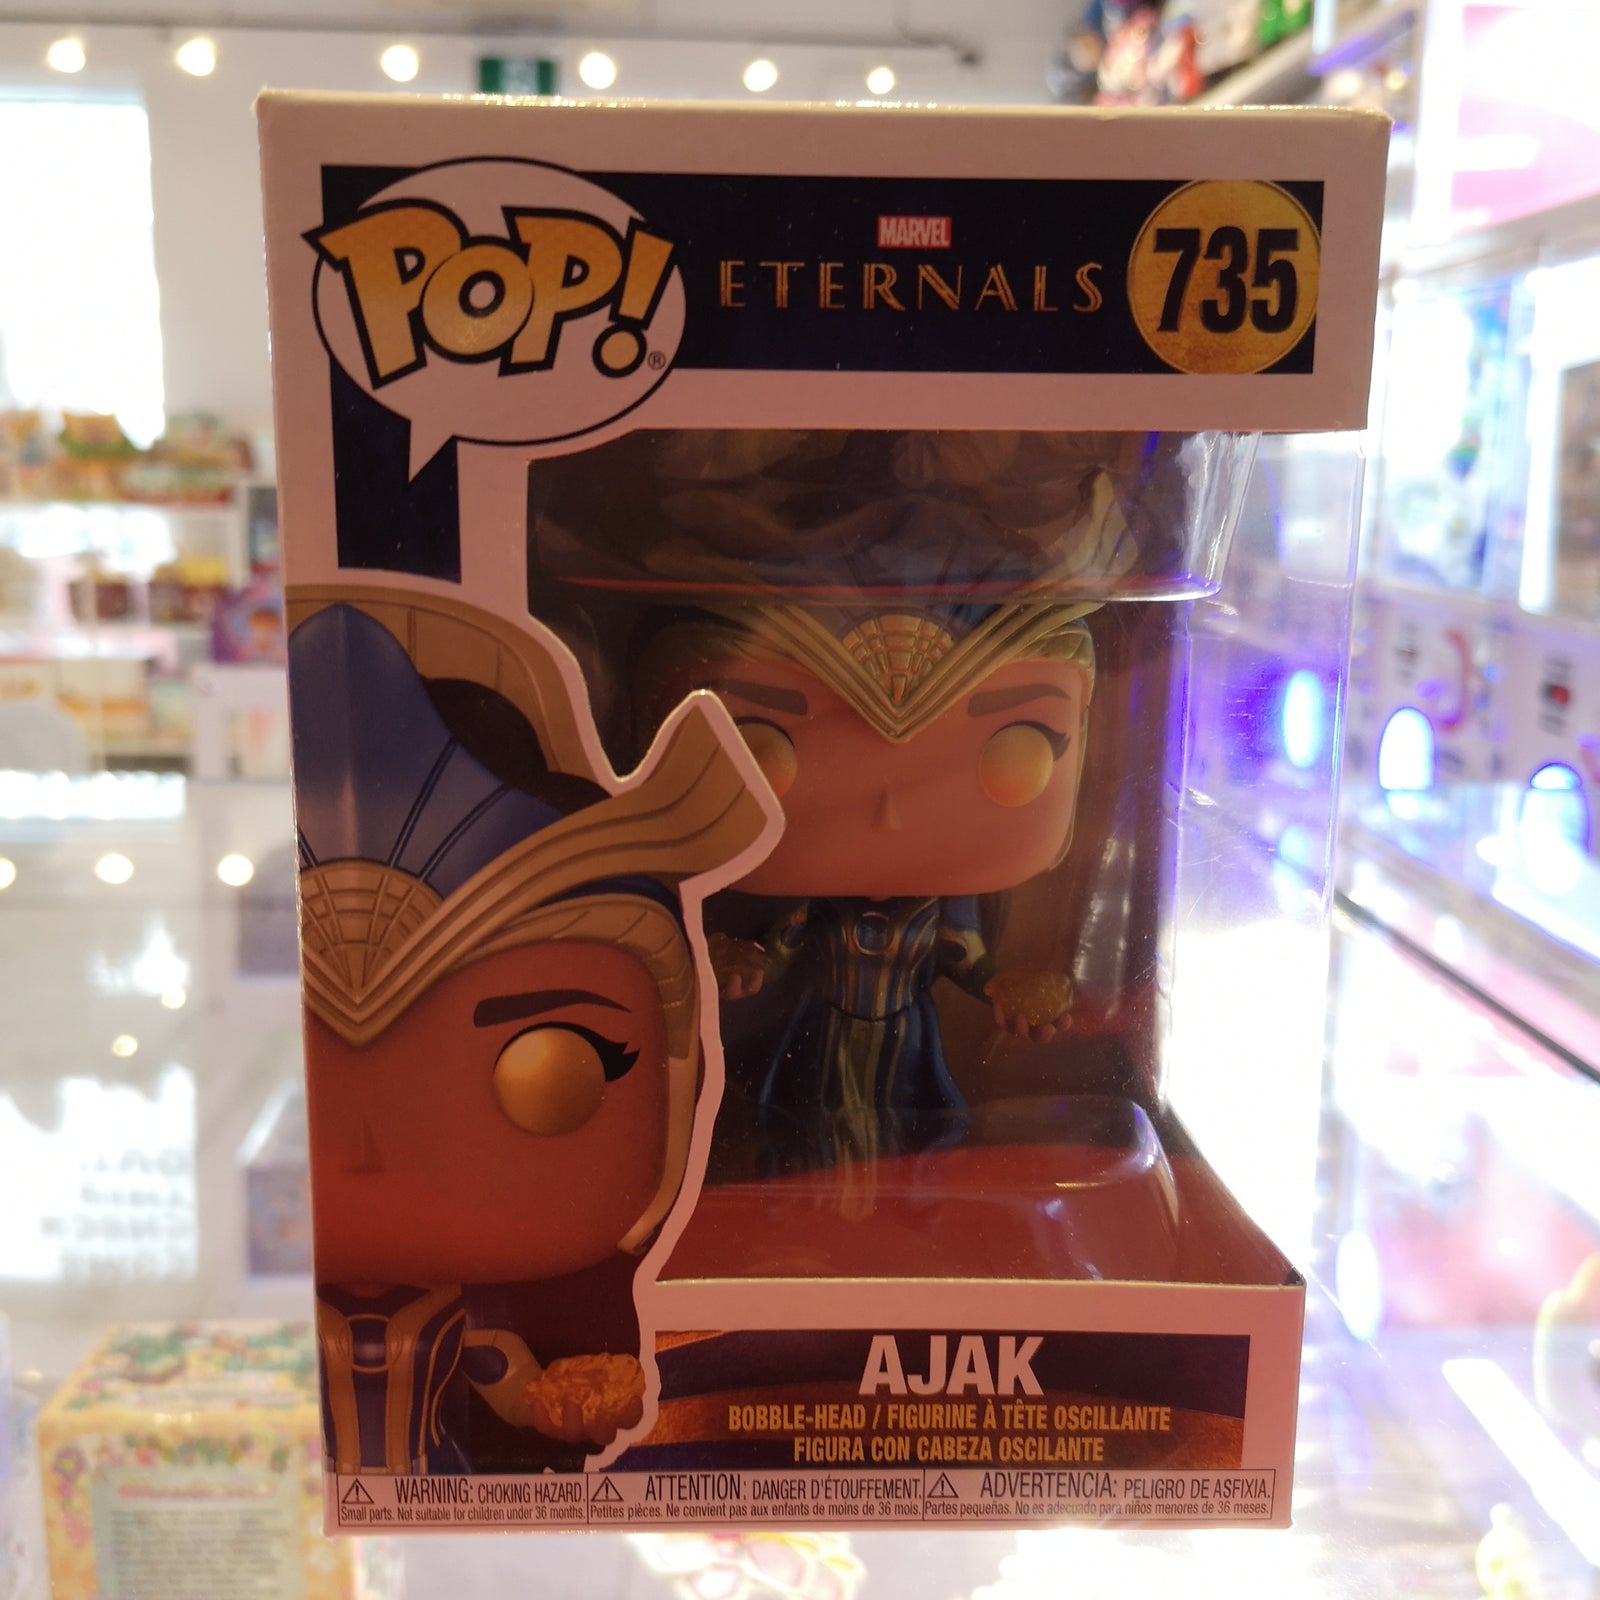 POP!®
MARVEL
ETERNALS
735
AJAK
BOBBLE-HEAD / FIGURINE À TÊTE OSCILLANTE
FIGURA CON CABEZA OSCILANTE
WARNING: CHOKING HAZARD.
Small parts. Not suitable for children under 36 months.
ATTENTION: DANGER D'ÉTOUFFEMENT.
Petites pièces. Ne convient pas aux enfants de moins de 36 mois.
ADVERTENCIA: PELIGRO DE ASFIXIA.
Partes pequeñas. No es adecuado para niños menores de 36 meses.